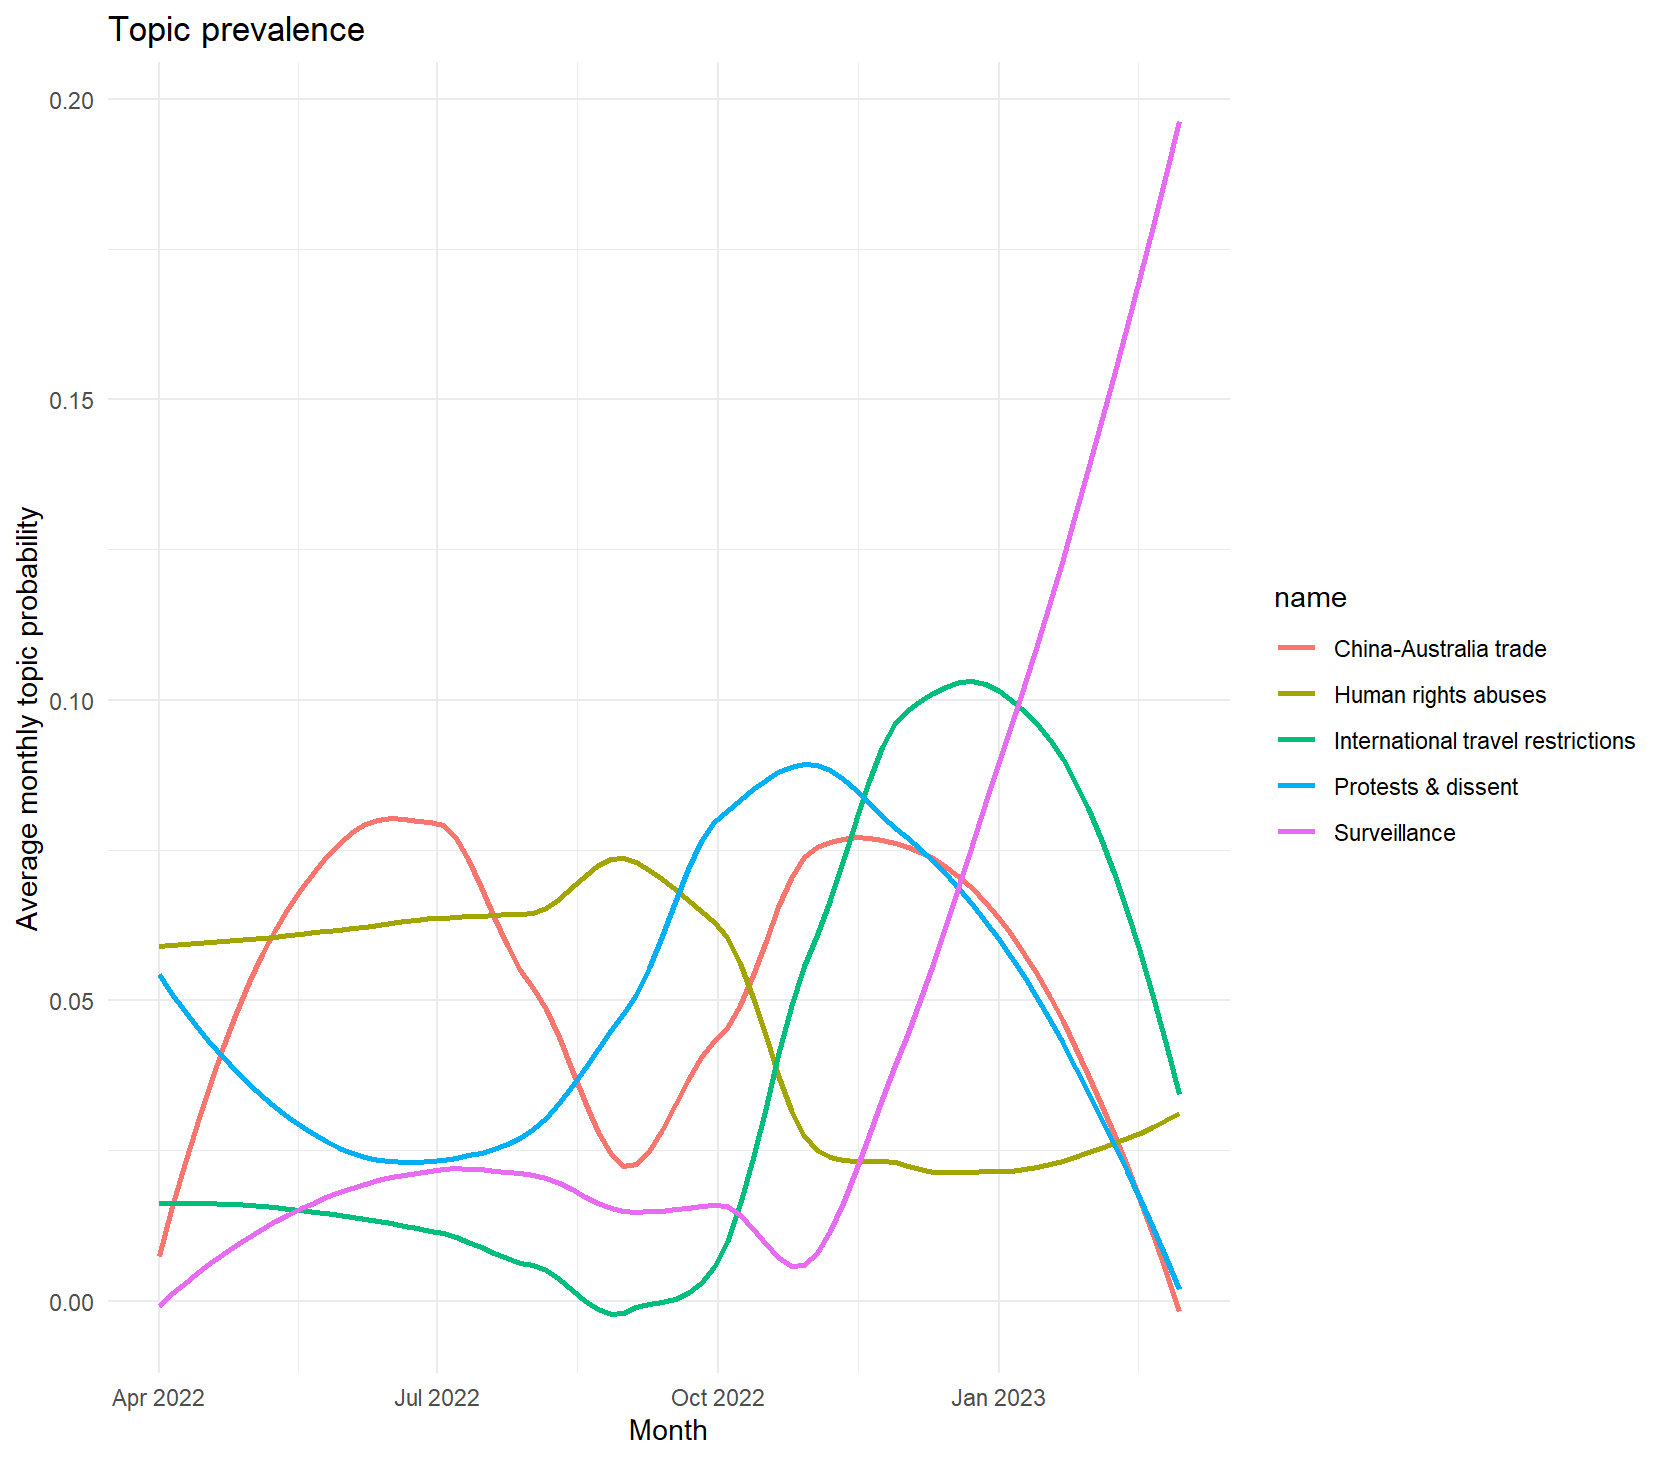 Topic prevalence
0.20
0.15
0.10
0.05
0.00
Average monthly topic probability
Apr 2022
Jul 2022
Oct 2022
Jan 2023
Month
name
China-Australia trade
Human rights abuses
International travel restrictions
Protests & dissent
Surveillance